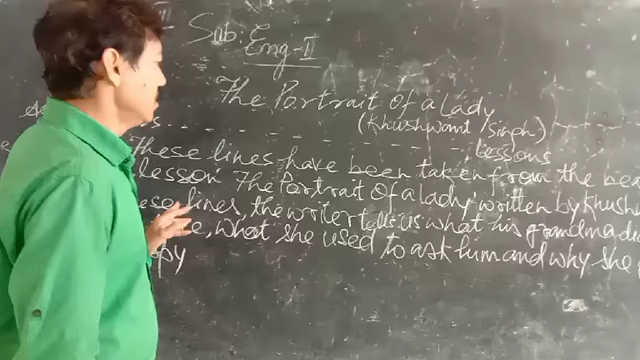 Sub: Eng-II
The Portrait of a lady
(Khushwant Singh)
Lessons
These lines have been taken from the
lesson The Portrait of a lady, written by
lines, the writer tells us what his grandma
what she used to ask him and why she